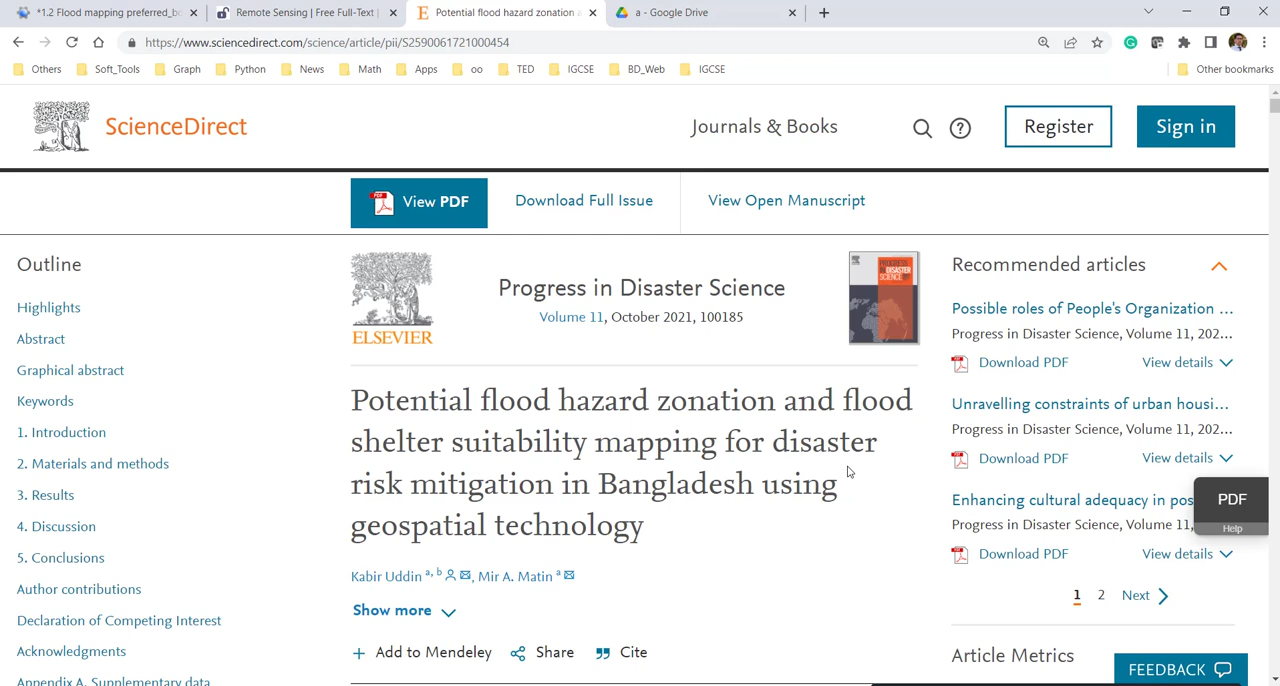 *1.2 Flood mapping preferred_bo
Remote Sensing | Free Full-Text |
Potential flood hazard zonation a
a - Google Drive
https://www.sciencedirect.com/science/article/pii/S2590061721000454
Others
Soft_Tools
Graph
Python
News
Math
Apps
oo
TED
IGCSE
BD_Web
IGCSE
Other bookmarks
ScienceDirect
Journals & Books
Register
Sign in
View PDF
Download Full Issue
View Open Manuscript
Outline
Highlights
Abstract
Graphical abstract
Keywords
1. Introduction
2. Materials and methods
3. Results
4. Discussion
5. Conclusions
Author contributions
Declaration of Competing Interest
Acknowledgments
Appendix A. Supplementary data
ELSEVIER
Progress in Disaster Science
Volume 11, October 2021, 100185
Potential flood hazard zonation and flood
shelter suitability mapping for disaster
risk mitigation in Bangladesh using
geospatial technology
Kabir Uddin a, b, Mir A. Matin a
Show more
Add to Mendeley
Share
Cite
Recommended articles
Possible roles of People's Organization ...
Progress in Disaster Science, Volume 11, 202...
Download PDF
View details
Unravelling constraints of urban housi...
Progress in Disaster Science, Volume 11, 202...
Download PDF
View details
Enhancing cultural adequacy in pos
Progress in Disaster Science, Volume 11,
Download PDF
View details
PDF
Help
1
2
Next
Article Metrics
FEEDBACK